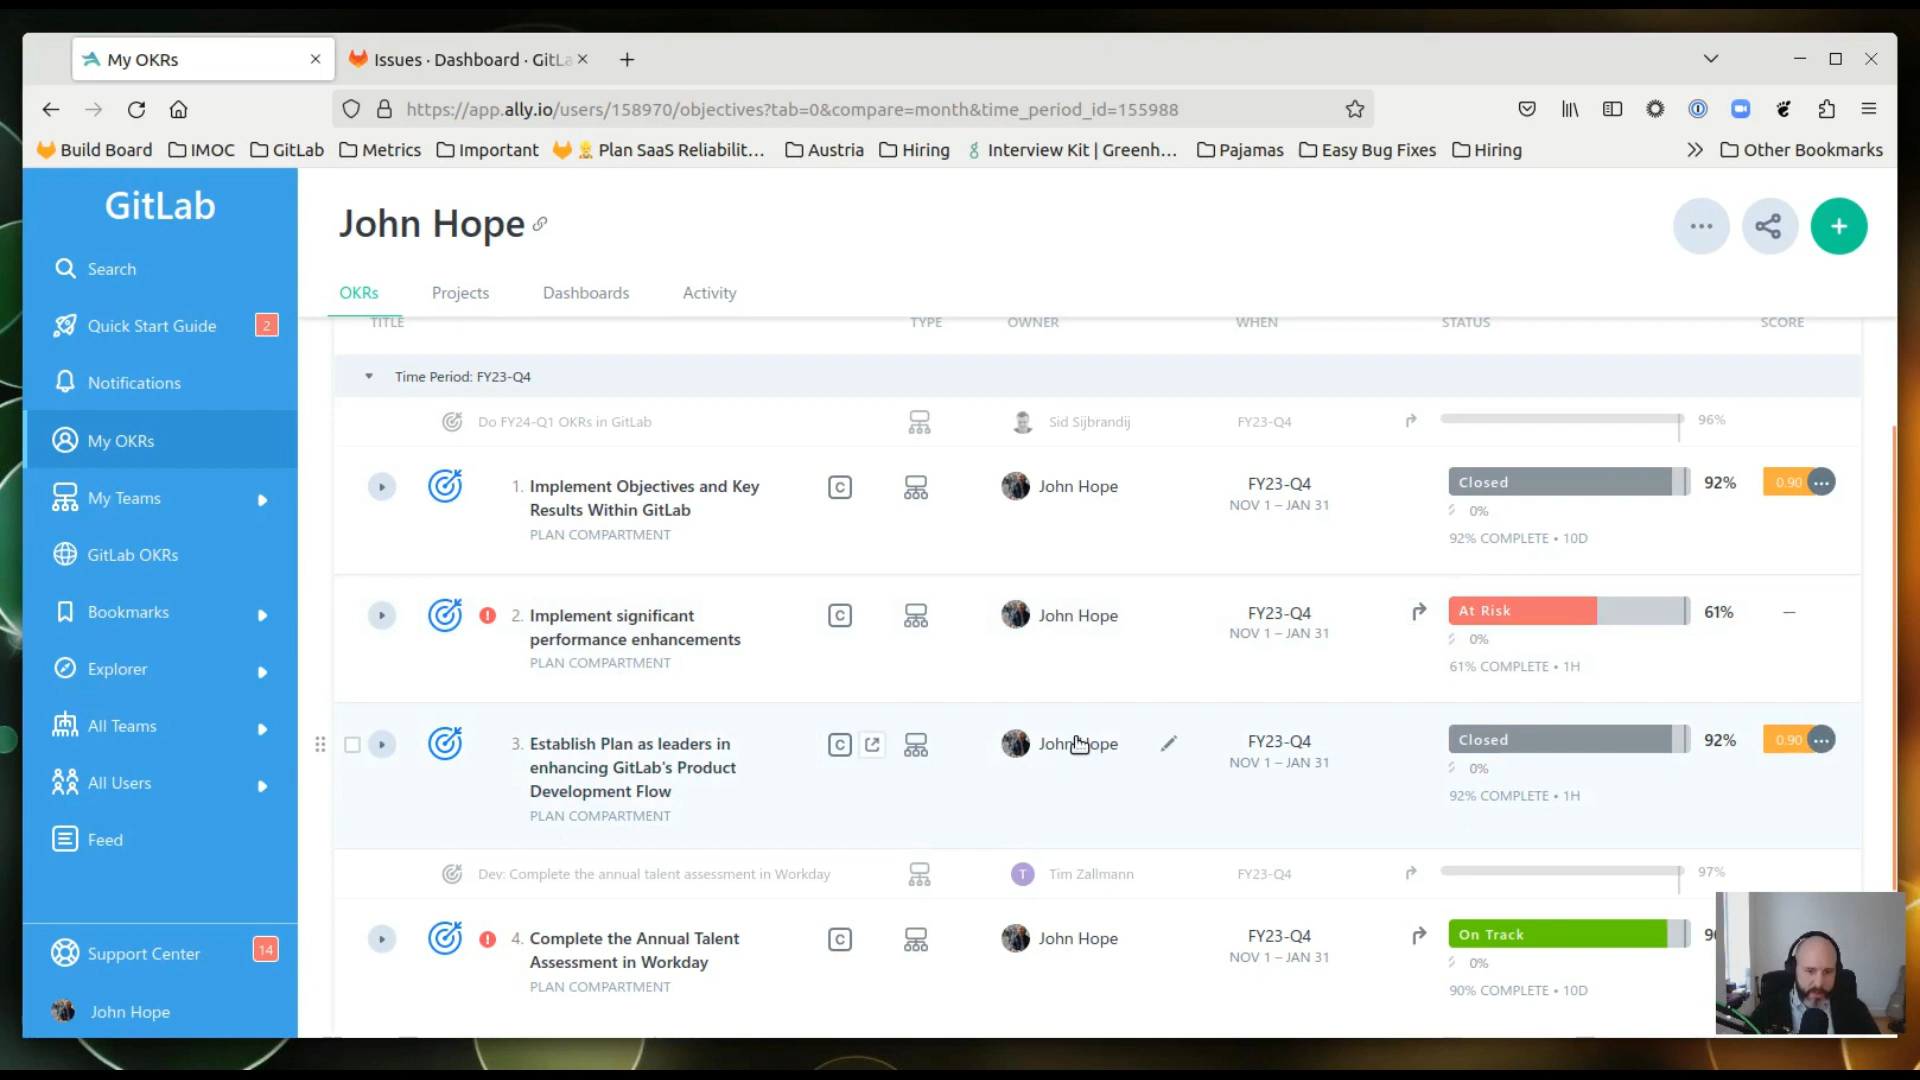 My OKRs
Issues · Dashboard · GitLa
https://app.ally.io/users/158970/objectives?tab=0&compare=month&time_period_id=155988
Build Board
IMOC
GitLab
Metrics
Important
Plan SaaS Reliabilit...
Austria
Hiring
Interview Kit | Greenh...
Pajamas
Easy Bug Fixes
Hiring
Other Bookmarks
GitLab
Search
Quick Start Guide
2
Notifications
My OKRs
My Teams
GitLab OKRs
Bookmarks
Explorer
All Teams
All Users
Feed
Support Center
14
John Hope
John Hope
OKRs
Projects
Dashboards
Activity
TITLE
TYPE
OWNER
WHEN
STATUS
SCORE
Time Period: FY23-Q4
Do FY24-Q1 OKRs in GitLab
Sid Sijbrandij
FY23-Q4
96%
1. Implement Objectives and Key
Results Within GitLab
PLAN COMPARTMENT
C
John Hope
FY23-Q4
NOV 1 – JAN 31
Closed
92%
0.90
0%
92% COMPLETE • 10D
2. Implement significant
performance enhancements
PLAN COMPARTMENT
C
John Hope
FY23-Q4
NOV 1 – JAN 31
At Risk
61%
–
0%
61% COMPLETE • 1H
3. Establish Plan as leaders in
enhancing GitLab's Product
Development Flow
PLAN COMPARTMENT
C
John Hope
FY23-Q4
NOV 1 – JAN 31
Closed
92%
0.90
0%
92% COMPLETE • 1H
Dev: Complete the annual talent assessment in Workday
T
Tim Zallmann
FY23-Q4
97%
4. Complete the Annual Talent
Assessment in Workday
PLAN COMPARTMENT
C
John Hope
FY23-Q4
NOV 1 – JAN 31
On Track
0%
90% COMPLETE • 10D